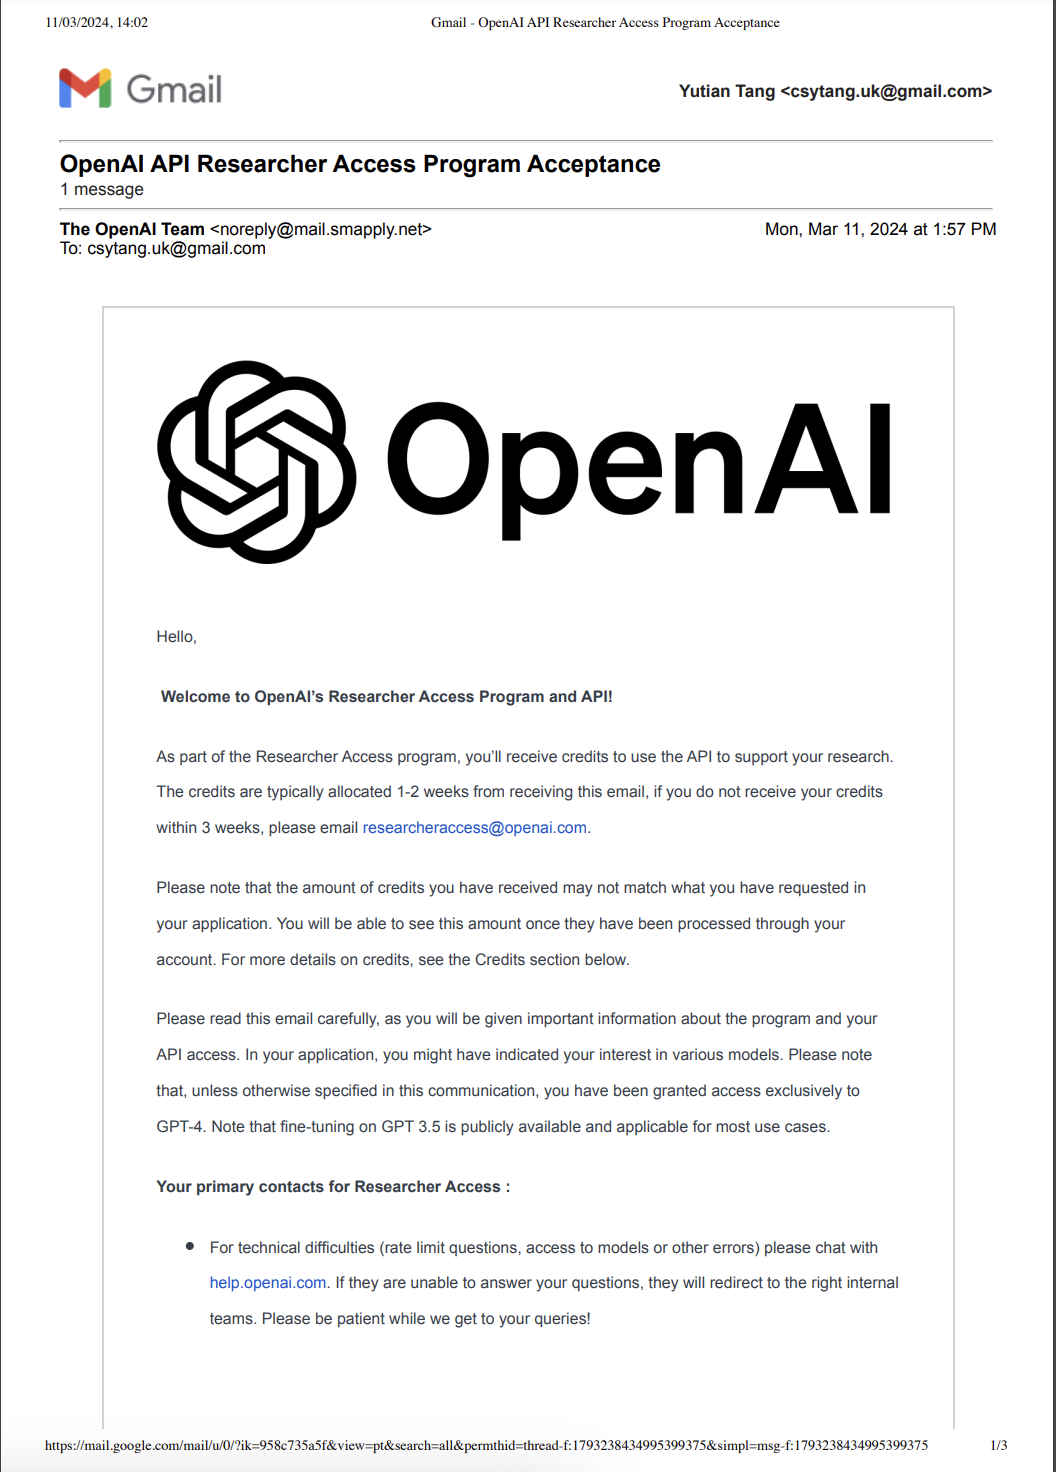 11/03/2024, 14:02 Gmail - OpenAI API Researcher Access Program Acceptance
Gmail Yutian Tang <csytang.uk@gmail.com>
OpenAI API Researcher Access Program Acceptance
1 message
The OpenAI Team <noreply@mail.smapply.net> Mon, Mar 11, 2024 at 1:57 PM
To: csytang.uk@gmail.com
OpenAI
Hello,
Welcome to OpenAI’s Researcher Access Program and API!
As part of the Researcher Access program, you’ll receive credits to use the API to support your research.
The credits are typically allocated 1-2 weeks from receiving this email, if you do not receive your credits
within 3 weeks, please email researcheraccess@openai.com.
Please note that the amount of credits you have received may not match what you have requested in
your application. You will be able to see this amount once they have been processed through your
account. For more details on credits, see the Credits section below.
Please read this email carefully, as you will be given important information about the program and your
API access. In your application, you might have indicated your interest in various models. Please note
that, unless otherwise specified in this communication, you have been granted access exclusively to
GPT-4. Note that fine-tuning on GPT 3.5 is publicly available and applicable for most use cases.
Your primary contacts for Researcher Access :
● For technical difficulties (rate limit questions, access to models or other errors) please chat with
help.openai.com. If they are unable to answer your questions, they will redirect to the right internal
teams. Please be patient while we get to your queries!
https://mail.google.com/mail/u/0/?ik=958c735a5f&view=pt&search=all&permthid=thread-f:1793238434995399375&simpl=msg-f:1793238434995399375 1/3